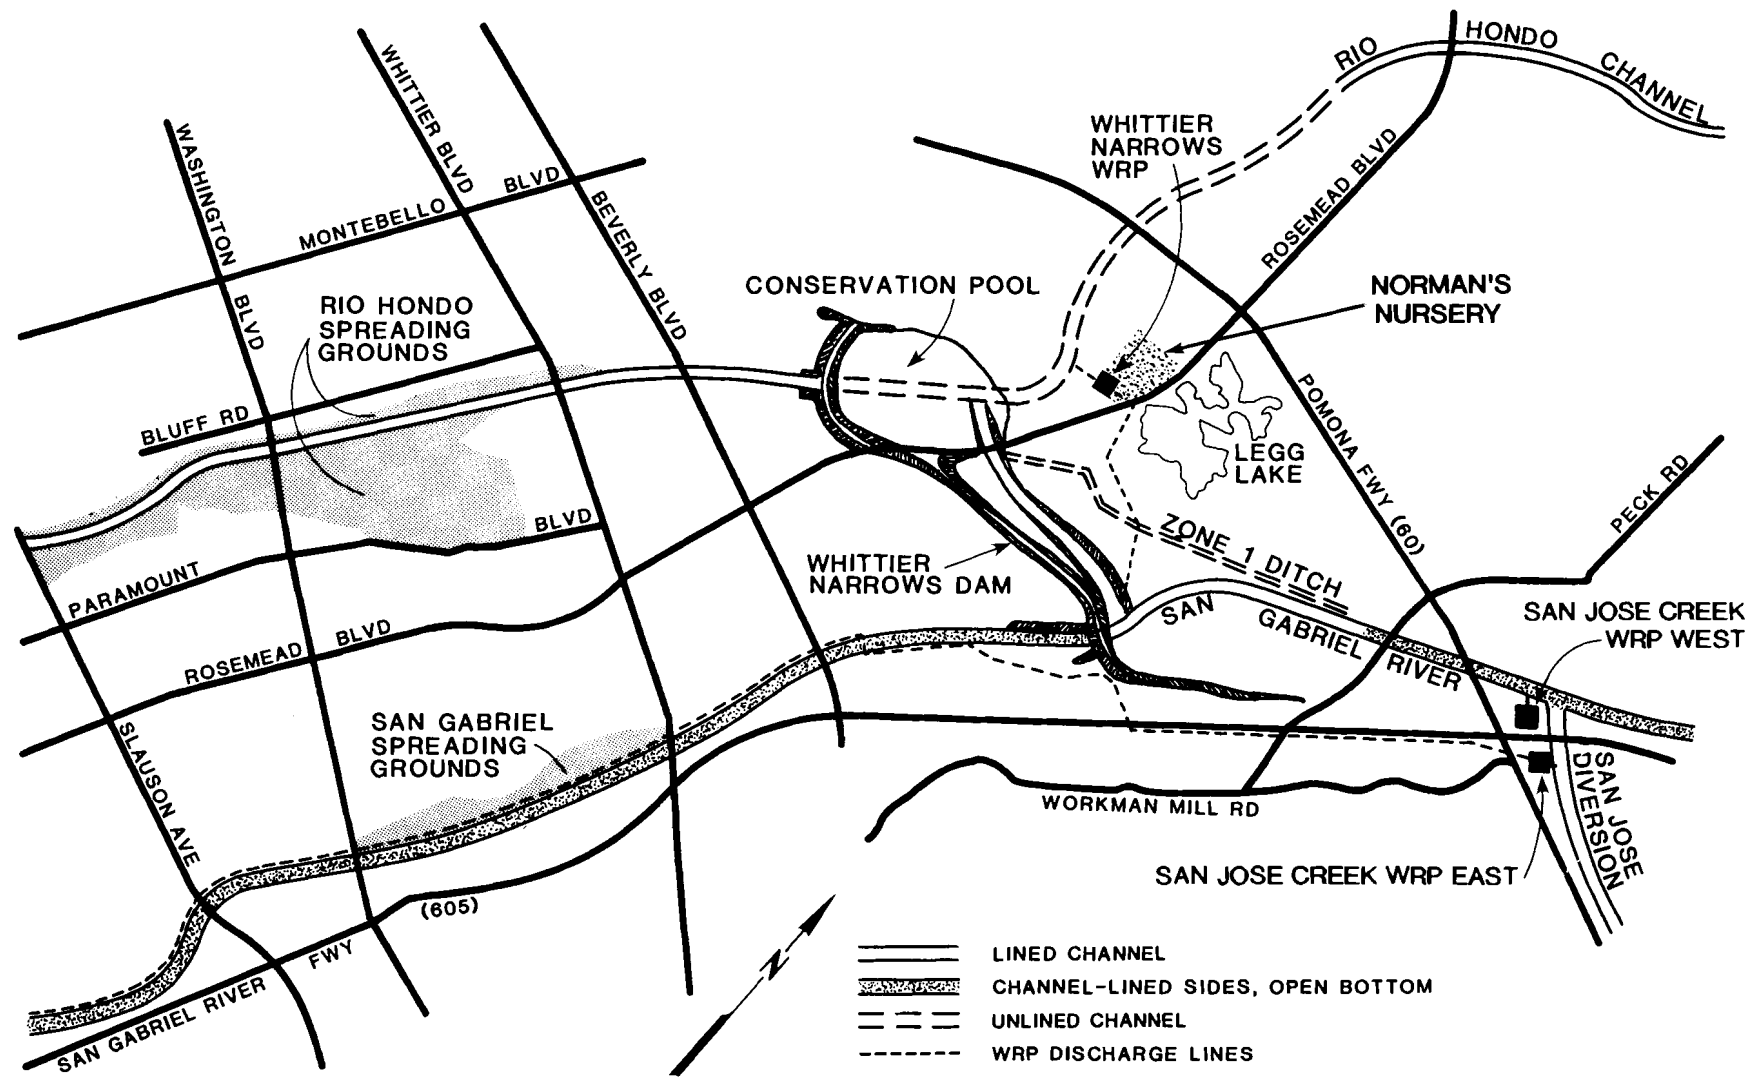 RIO HONDO CHANNEL
WHITTIER BLVD
WASHINGTON BLVD
MONTEBELLO BLVD
BEVERLY BLVD
WHITTIER
NARROWS
WRP
ROSEMEAD BLVD
CONSERVATION POOL
NORMAN'S
NURSERY
RIO HONDO
SPREADING
GROUNDS
BLUFF RD
LEGG
LAKE
POMONA FWY (60)
PECK RD
PARAMOUNT BLVD
WHITTIER
NARROWS DAM
ZONE 1 DITCH
SAN GABRIEL RIVER
SAN JOSE CREEK
WRP WEST
ROSEMEAD BLVD
SLAUSON AVE
SAN GABRIEL
SPREADING
GROUNDS
WORKMAN MILL RD
SAN JOSE
DIVERSION
SAN JOSE CREEK WRP EAST
(605)
SAN GABRIEL RIVER FWY
N
LINED CHANNEL
CHANNEL-LINED SIDES, OPEN BOTTOM
UNLINED CHANNEL
WRP DISCHARGE LINES